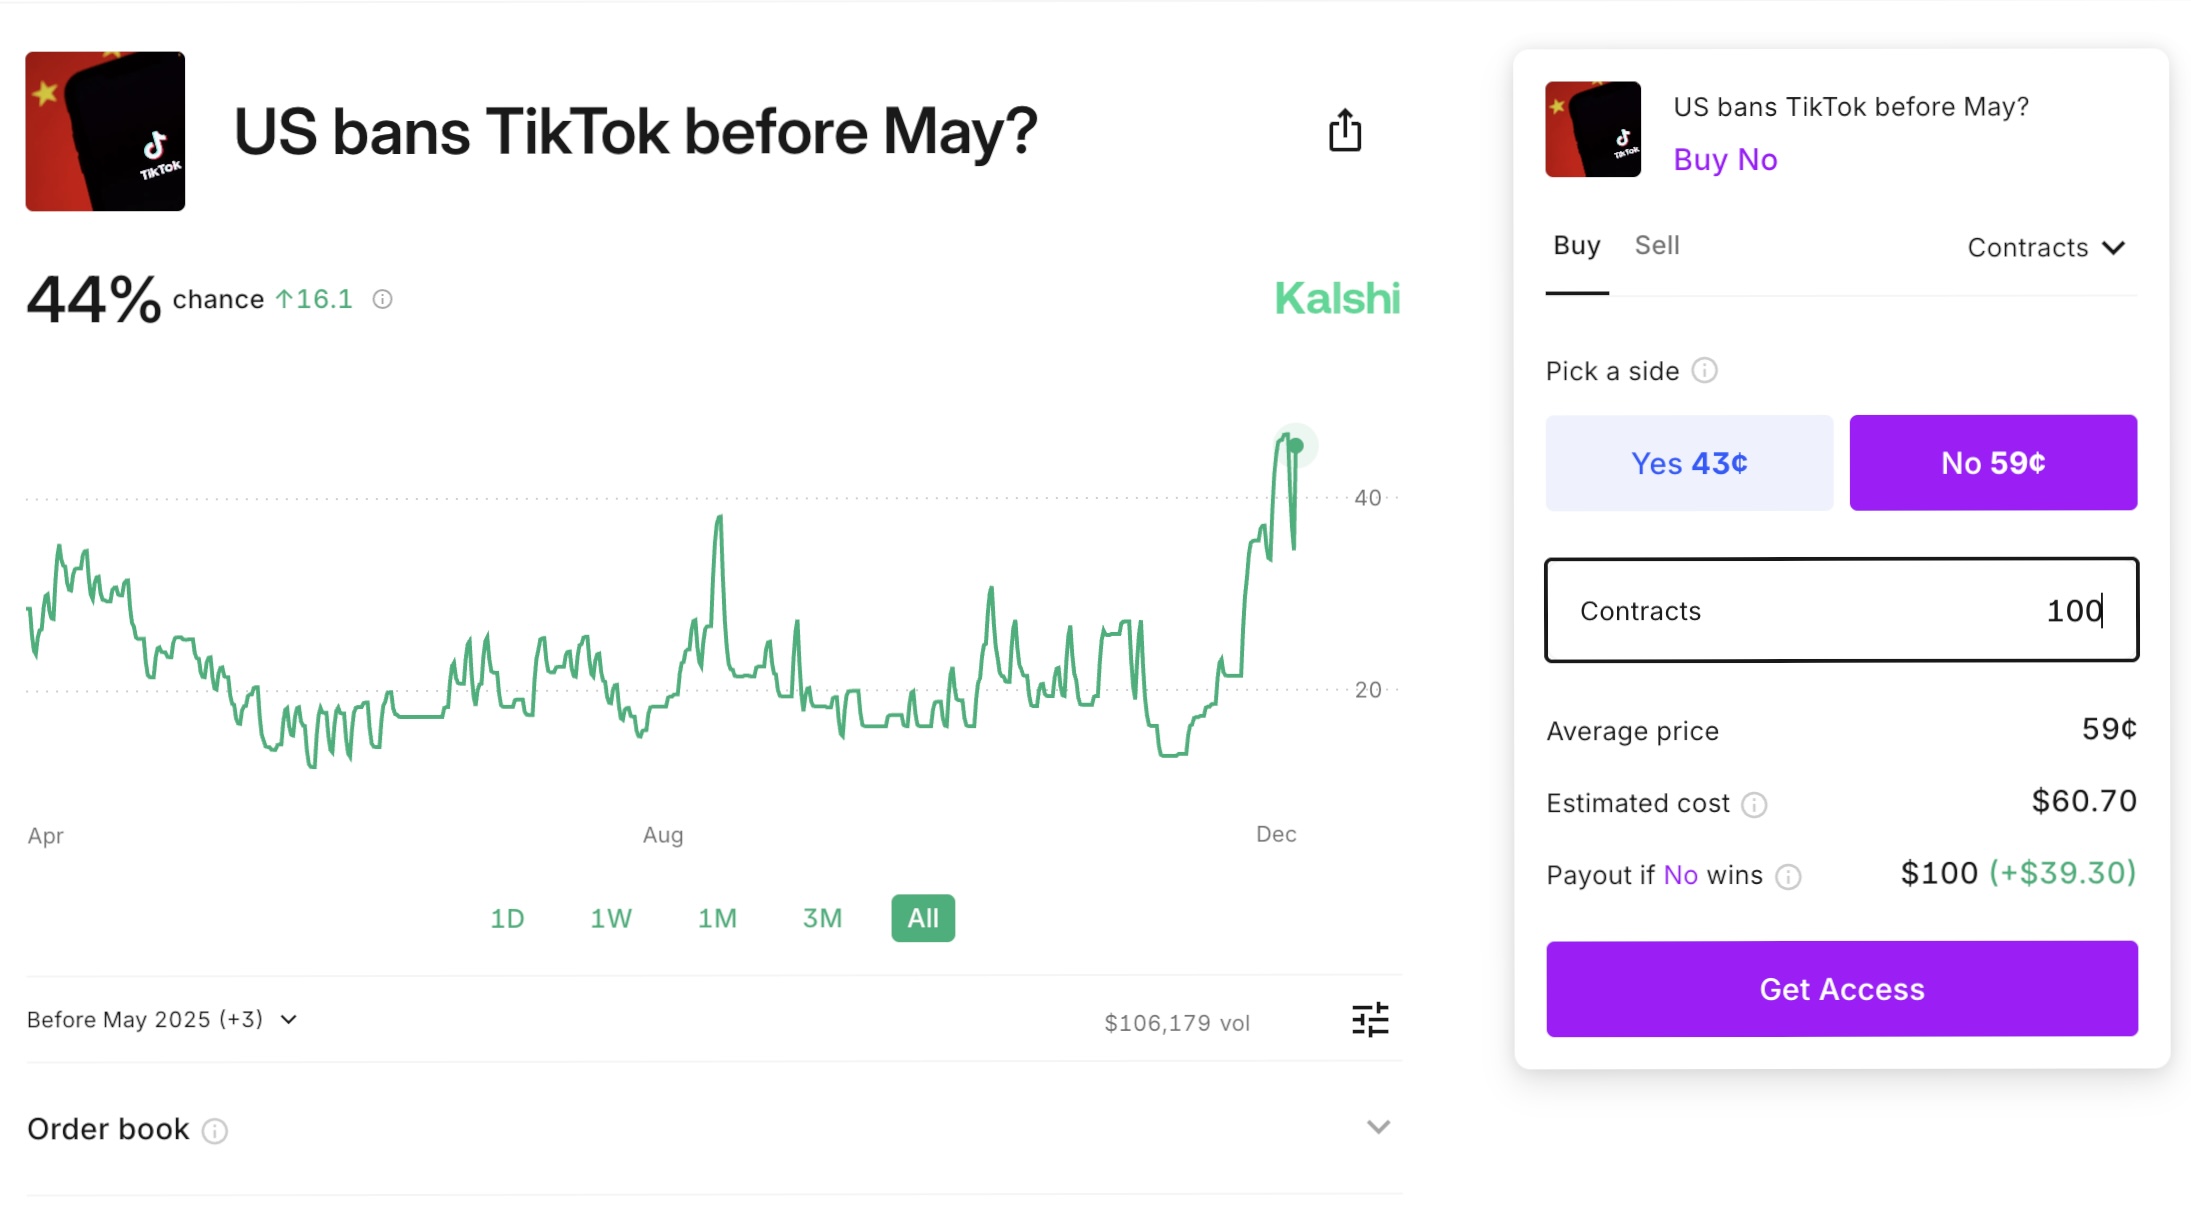 TikTok
US bans TikTok before May?
44% chance ↑16.1
Kalshi
40
20
Apr Aug Dec
1D 1W 1M 3M All
Before May 2025 (+3)
$106,179 vol
Order book
TikTok
US bans TikTok before May?
Buy No
Buy Sell Contracts
Pick a side
Yes 43¢ No 59¢
Contracts 100
Average price 59¢
Estimated cost $60.70
Payout if No wins $100 (+$39.30)
Get Access